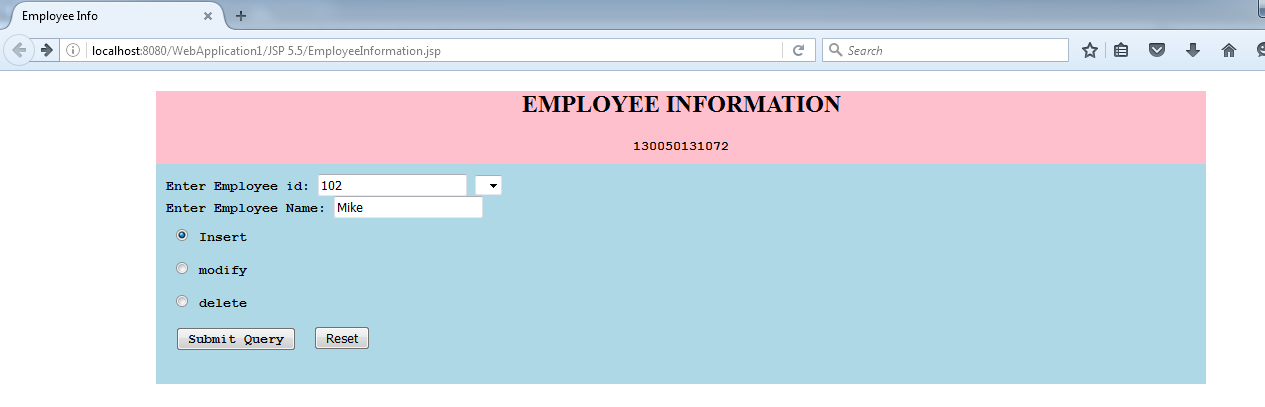 Employee Info
localhost:8080/WebApplication1/JSP 5.5/EmployeeInformation.jsp
Search
EMPLOYEE INFORMATION
130050131072
Enter Employee id: 102
Enter Employee Name: Mike
Insert
modify
delete
Submit Query Reset